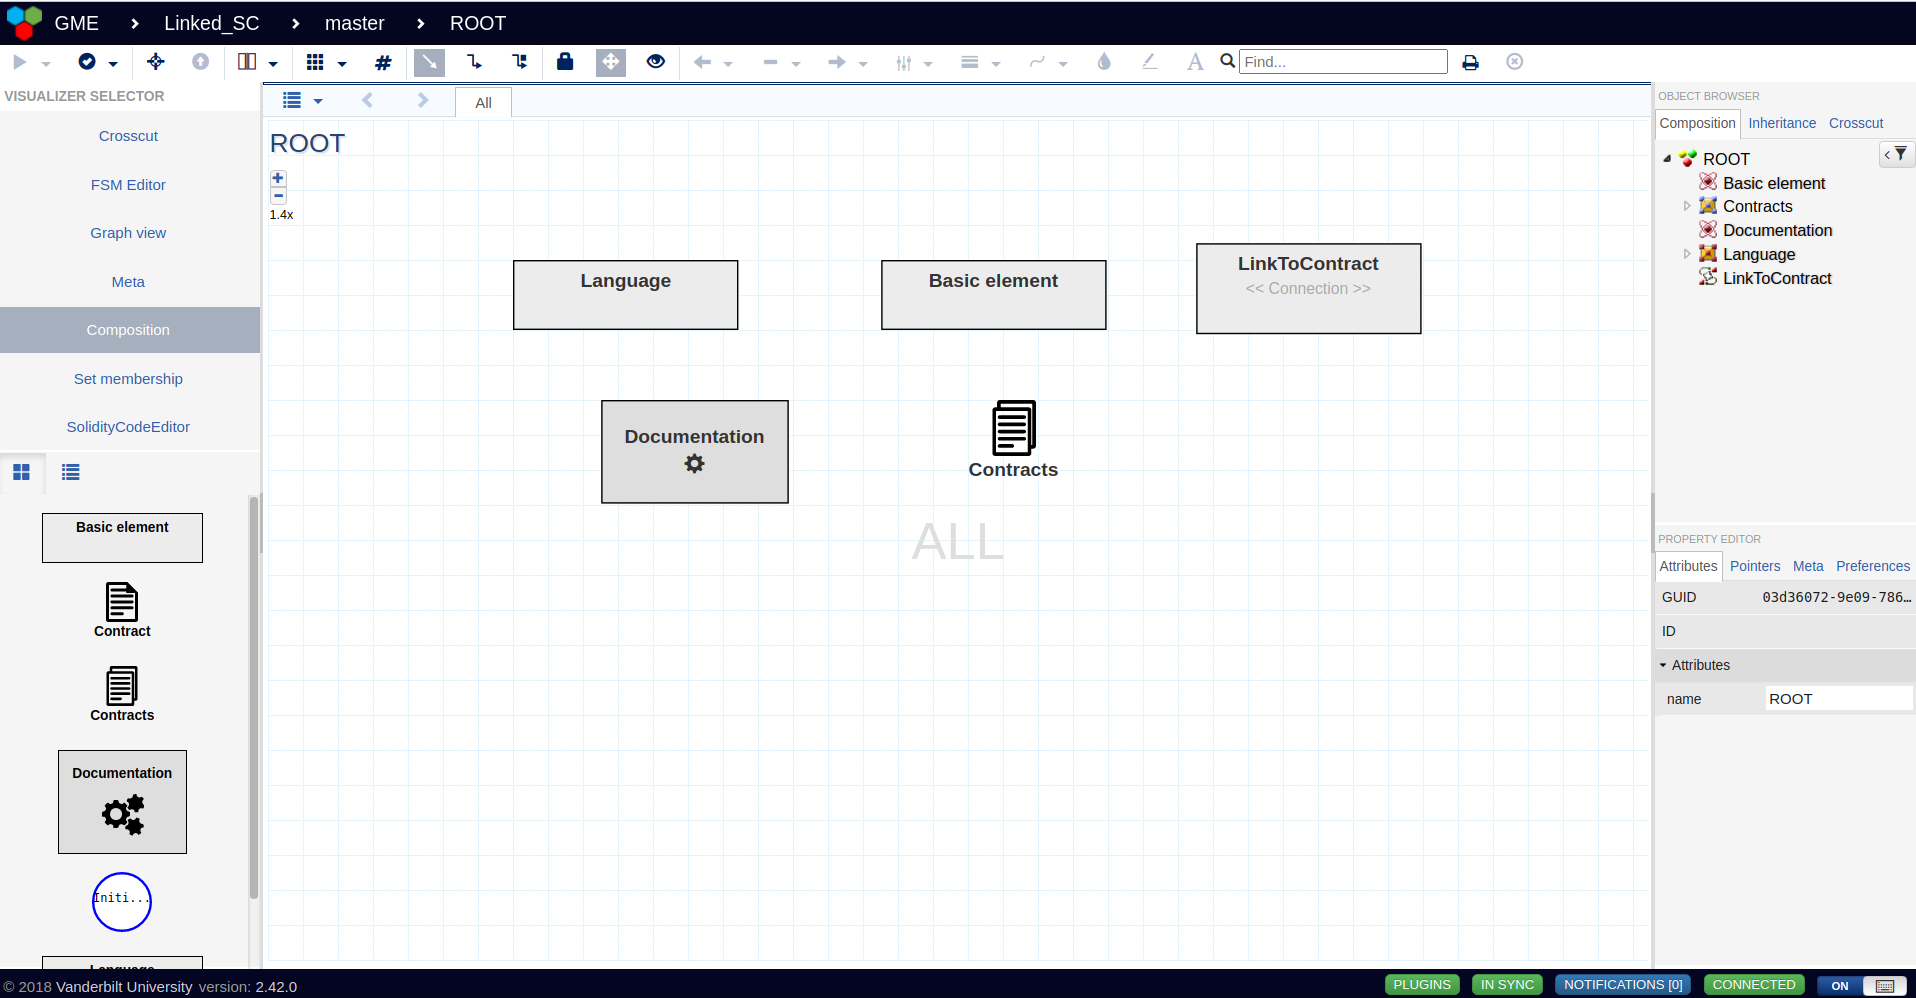 GME
Linked_SC
master
ROOT
Find...
VISUALIZER SELECTOR
Crosscut
FSM Editor
Graph view
Meta
Composition
Set membership
SolidityCodeEditor
Basic element
Contract
Contracts
Documentation
Initi...
Language
All
ROOT
1.4x
Language
Basic element
LinkToContract
<< Connection >>
Documentation
Contracts
ALL
OBJECT BROWSER
Composition Inheritance Crosscut
ROOT
Basic element
Contracts
Documentation
Language
LinkToContract
PROPERTY EDITOR
Attributes Pointers Meta Preferences
GUID 03d36072-9e09-786...
ID
Attributes
name ROOT
© 2018 Vanderbilt University version: 2.42.0
PLUGINS IN SYNC NOTIFICATIONS [0] CONNECTED ON